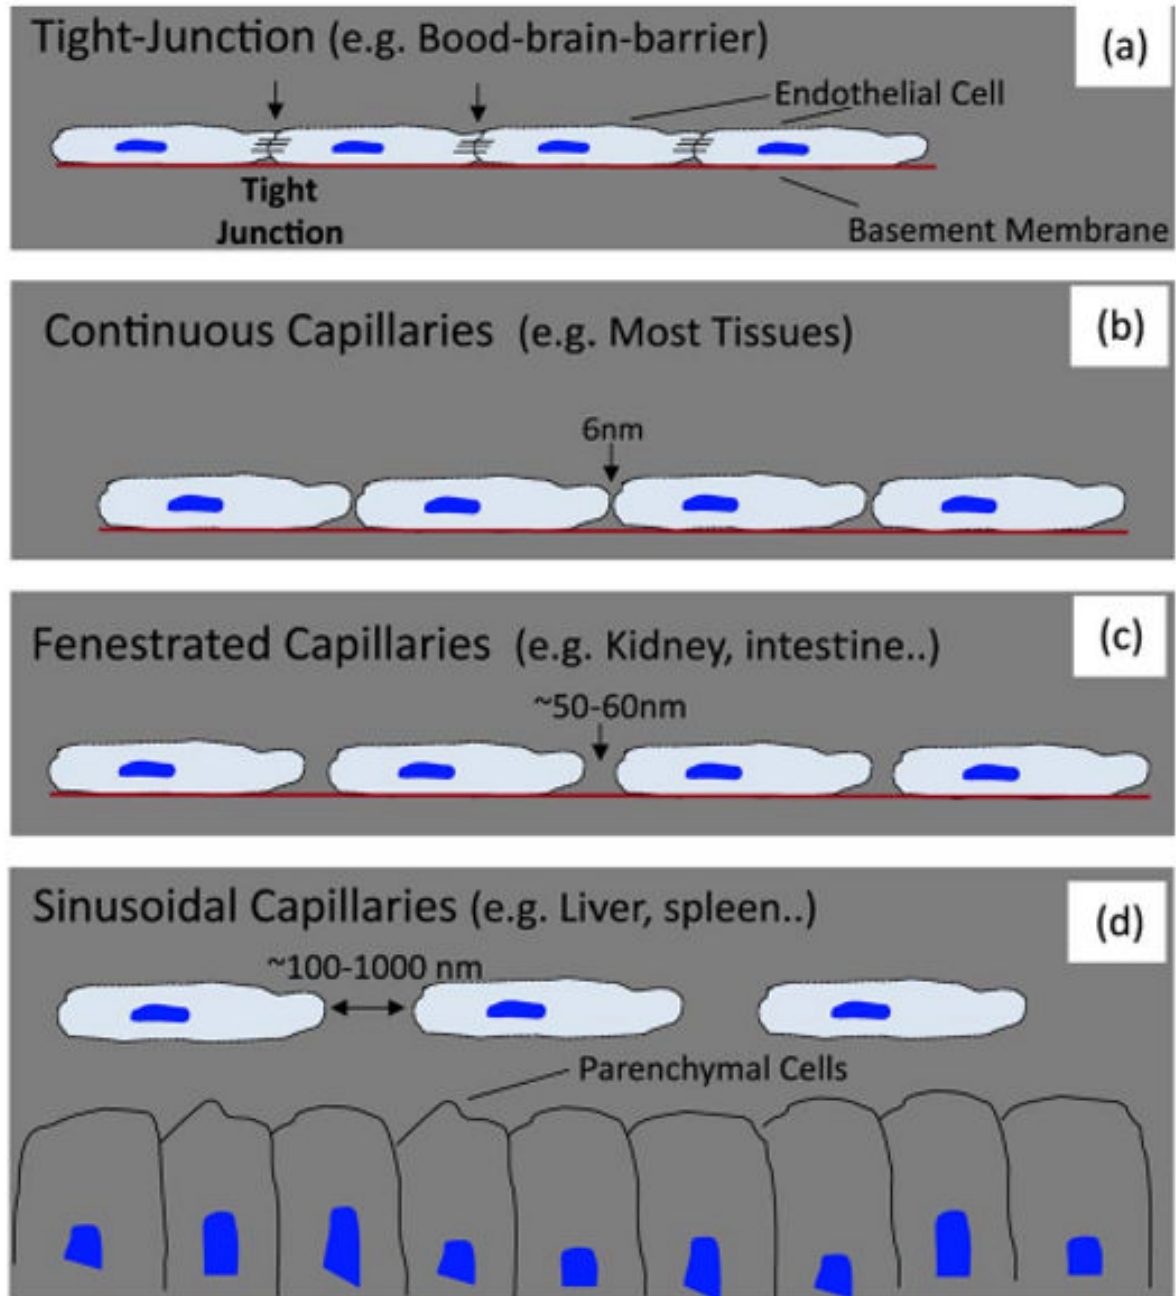 Tight-Junction (e.g. Bood-brain-barrier)
(a)
Endothelial Cell
Tight
Junction
Basement Membrane
Continuous Capillaries (e.g. Most Tissues)
(b)
6nm
Fenestrated Capillaries (e.g. Kidney, intestine..)
(c)
~50-60nm
Sinusoidal Capillaries (e.g. Liver, spleen..)
(d)
~100-1000 nm
Parenchymal Cells